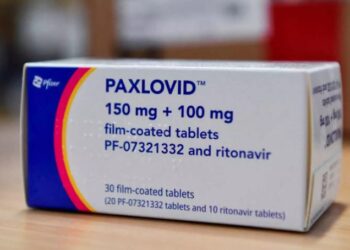 Pfizer
PAXLOVID™
150 mg + 100 mg
film-coated tablets
PF-07321332 and ritonavir
30 film-coated tablets
(20 PF-07321332 tablets and 10 ritonavir tablets)